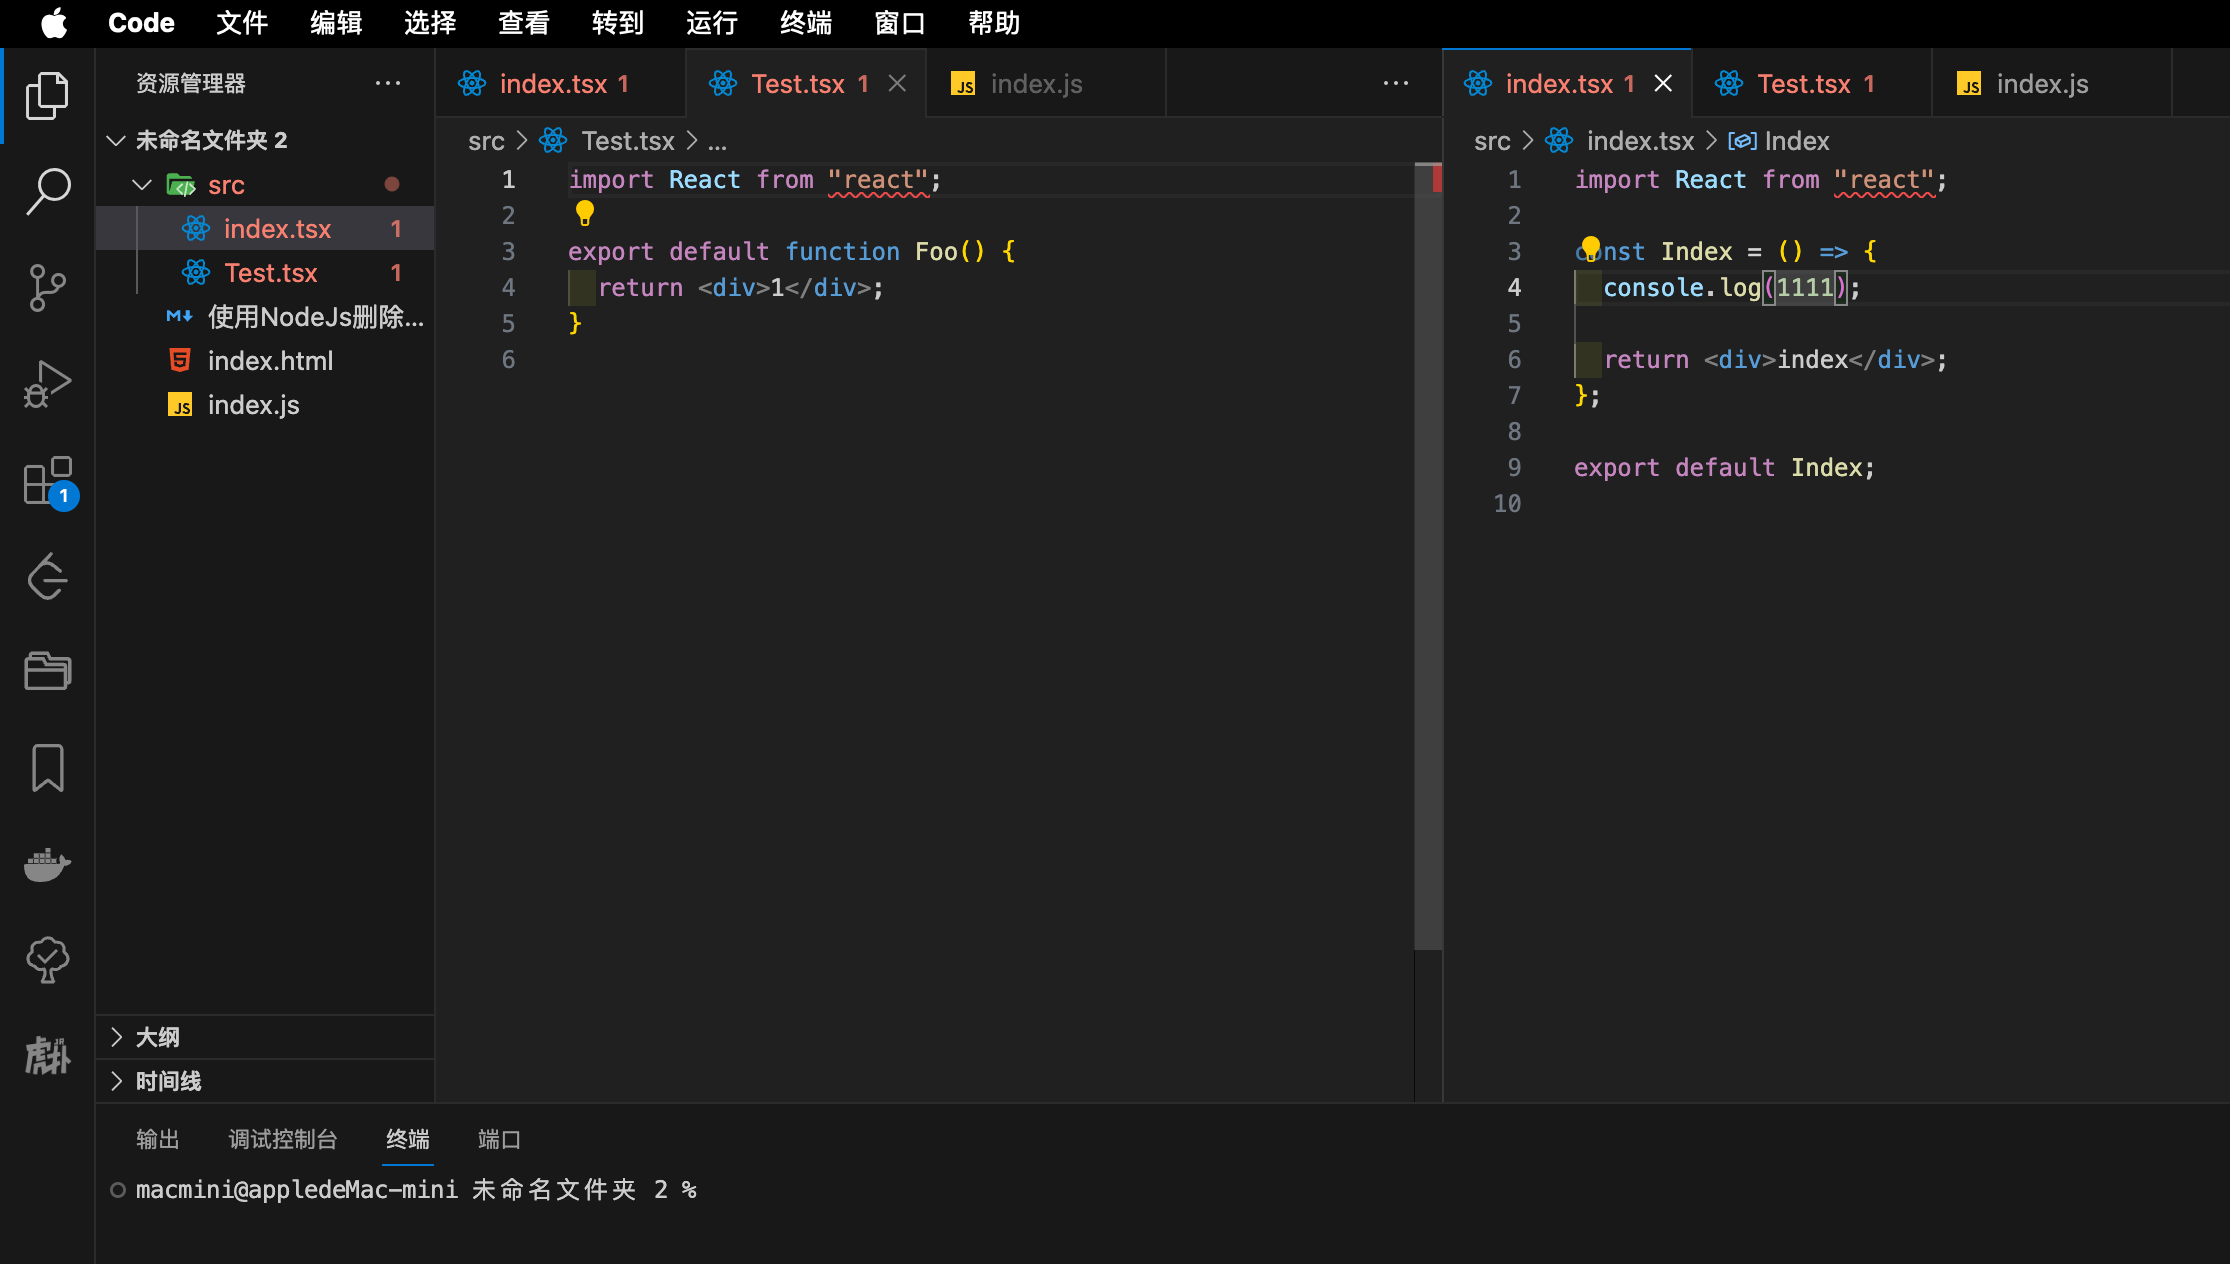 Code 文件 编辑 选择 查看 转到 运行 终端 窗口 帮助
资源管理器 ···
未命名文件夹 2
src
index.tsx 1
Test.tsx 1
使用NodeJs删除...
index.html
JS index.js
大纲
时间线
1
index.tsx 1
Test.tsx 1
JS index.js
···
src > Test.tsx > ...
1 import React from "react";
2
3 export default function Foo() {
4 return <div>1</div>;
5 }
6
index.tsx 1
Test.tsx 1
JS index.js
src > index.tsx > Index
1 import React from "react";
2
3 const Index = () => {
4 console.log(1111);
5
6 return <div>index</div>;
7 };
8
9 export default Index;
10
输出 调试控制台 终端 端口
macmini@appledeMac-mini 未命名文件夹 2 %